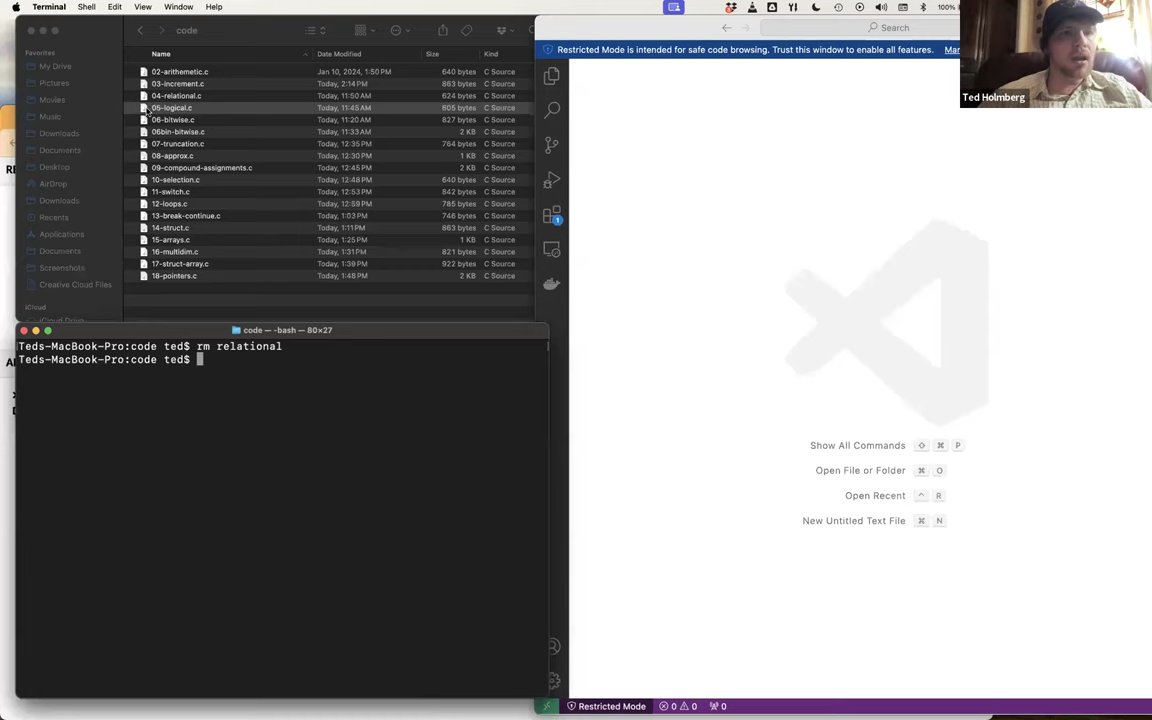 Terminal Shell Edit View Window Help
100%
code
Search
Favorites
My Drive
Pictures
Movies
Music
Downloads
Documents
Desktop
AirDrop
Downloads
Recents
Applications
Documents
Screenshots
Creative Cloud Files
iCloud
Name Date Modified Size Kind
02-arithemetic.c Jan 10, 2024, 1:50 PM 640 bytes C Source
03-increment.c Today, 2:14 PM 863 bytes C Source
04-relational.c Today, 11:50 AM 624 bytes C Source
05-logical.c Today, 11:45 AM 605 bytes C Source
06-bitwise.c Today, 11:20 AM 827 bytes C Source
06bin-bitwise.c Today, 11:33 AM 2 KB C Source
07-truncation.c Today, 12:35 PM 764 bytes C Source
08-approx.c Today, 12:30 PM 1 KB C Source
09-compound-assignments.c Today, 12:45 PM 2 KB C Source
10-selection.c Today, 12:48 PM 640 bytes C Source
11-switch.c Today, 12:53 PM 842 bytes C Source
12-loops.c Today, 12:59 PM 785 bytes C Source
13-break-continue.c Today, 1:03 PM 746 bytes C Source
14-struct.c Today, 1:11 PM 863 bytes C Source
15-arrays.c Today, 1:25 PM 1 KB C Source
16-multidim.c Today, 1:31 PM 821 bytes C Source
17-struct-array.c Today, 1:39 PM 922 bytes C Source
18-pointers.c Today, 1:48 PM 2 KB C Source
code — -bash — 80×27
Teds-MacBook-Pro:code ted$ rm relational
Teds-MacBook-Pro:code ted$
Restricted Mode is intended for safe code browsing. Trust this window to enable all features.
1
Show All Commands ⇧ ⌘ P
Open File or Folder ⌘ O
Open Recent ^ R
New Untitled Text File ⌘ N
Restricted Mode 0 0 0
Ted Holmberg